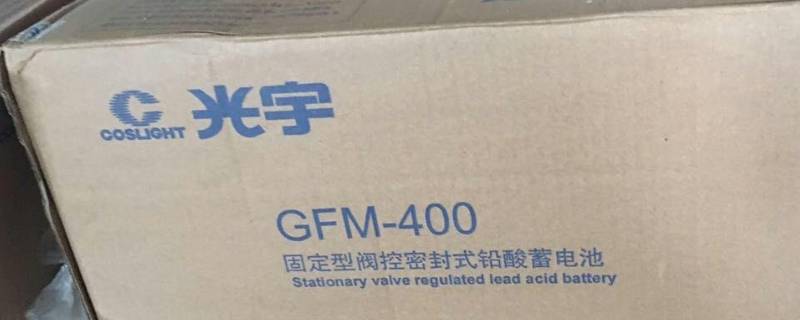 COSLIGHT 光宇
GFM-400
固定型阀控密封式铅酸蓄电池
Stationary valve regulated lead acid battery